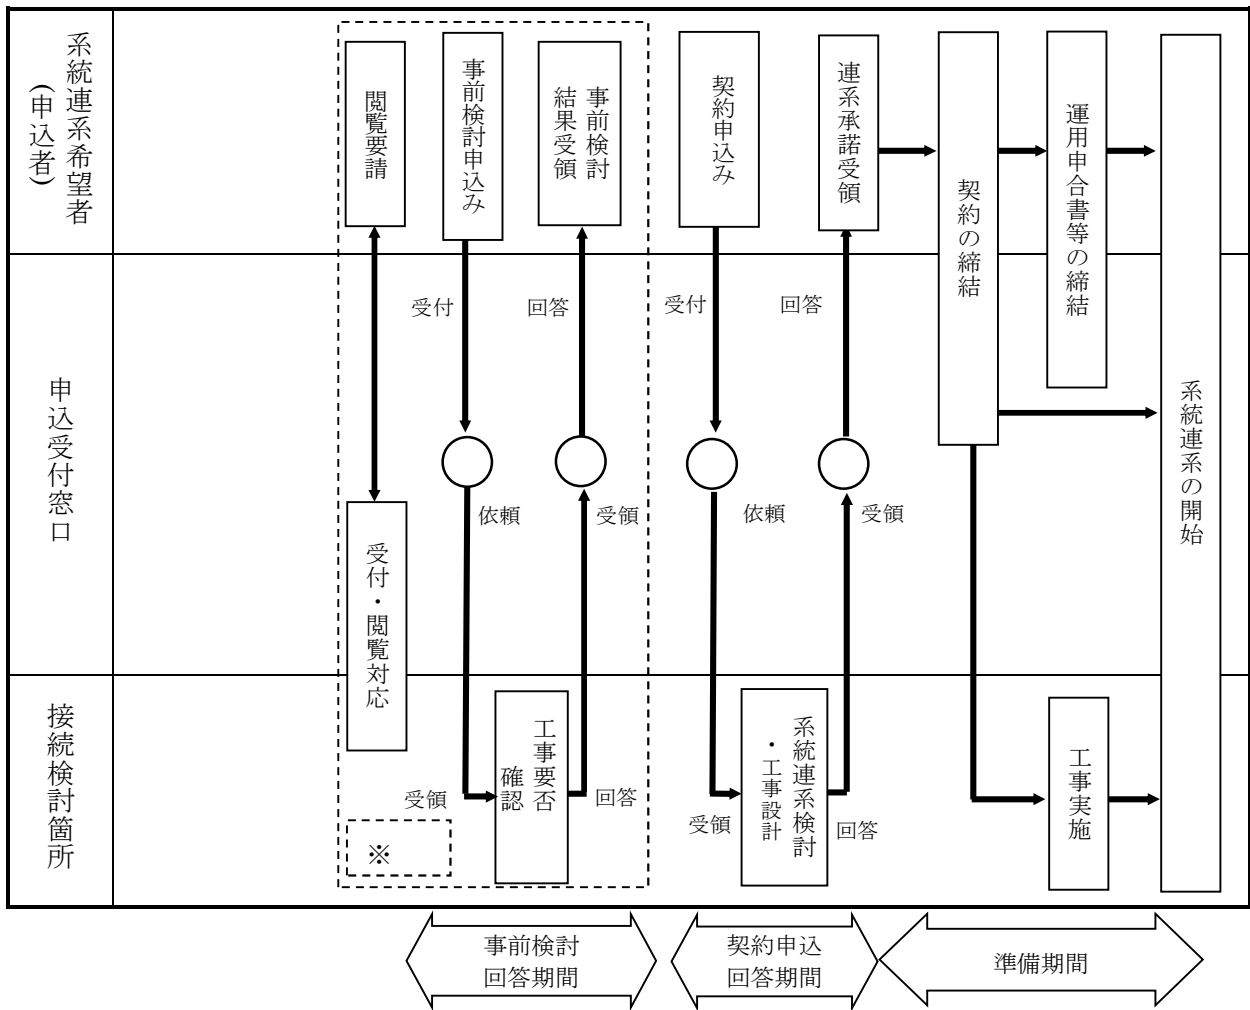 系統連系希望者
(申込者)
閲覧要請
事前検討申込み
事前検討
結果受領
契約申込み
連系承諾受領
契約の締結
運用申合書等の締結
系統連系の開始
受付
回答
受付
回答
申込受付窓口
依頼
受領
依頼
受領
受付・閲覧対応
接続検討箇所
受領
※
工事要否
確認
回答
受領
系統連系検討
・工事設計
回答
工事実施
事前検討
回答期間
契約申込
回答期間
準備期間